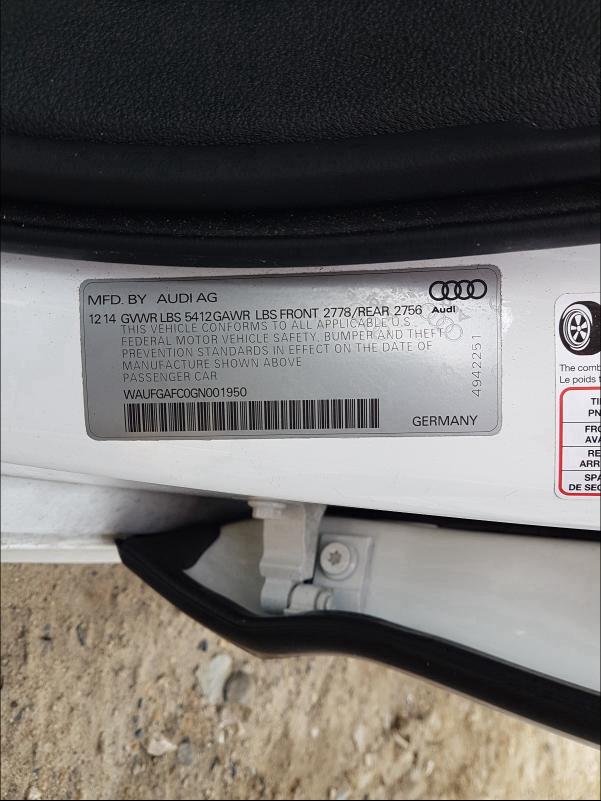 MFD. BY AUDI AG
12 14 GVWR LBS 5412 GAWR LBS FRONT 2778/REAR 2756
Audi
THIS VEHICLE CONFORMS TO ALL APPLICABLE U.S.
FEDERAL MOTOR VEHICLE SAFETY, BUMPER AND THEFT
PREVENTION STANDARDS IN EFFECT ON THE DATE OF
MANUFACTURE SHOWN ABOVE
PASSENGER CAR
WAUFGAFC0GN001950
GERMANY
4942251
The comb
Le poids t
TI
PN
FRO
AVA
RE
ARR
SPA
DE SEC